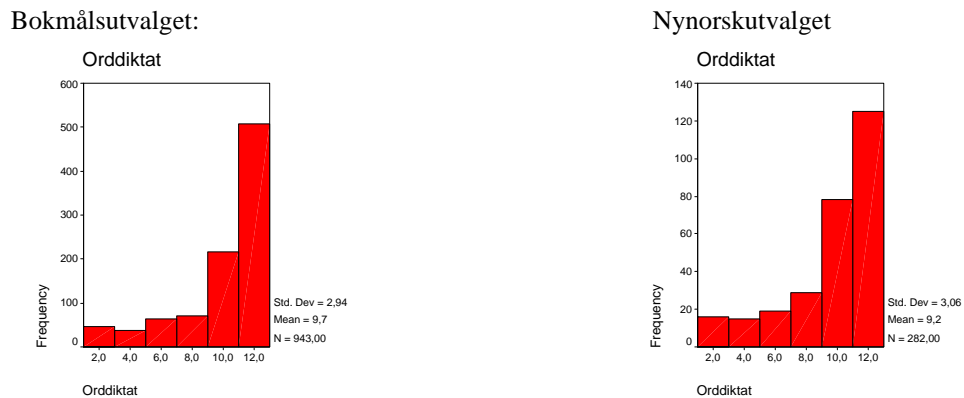 Bokmålsutvalget:
Orddiktat
600
500
400
300
200
100
0
Frequency
2,0 4,0 6,0 8,0 10,0 12,0
Orddiktat
Std. Dev = 2,94
Mean = 9,7
N = 943,00
Nynorskutvalget
Orddiktat
140
120
100
80
60
40
20
0
Frequency
2,0 4,0 6,0 8,0 10,0 12,0
Orddiktat
Std. Dev = 3,06
Mean = 9,2
N = 282,00